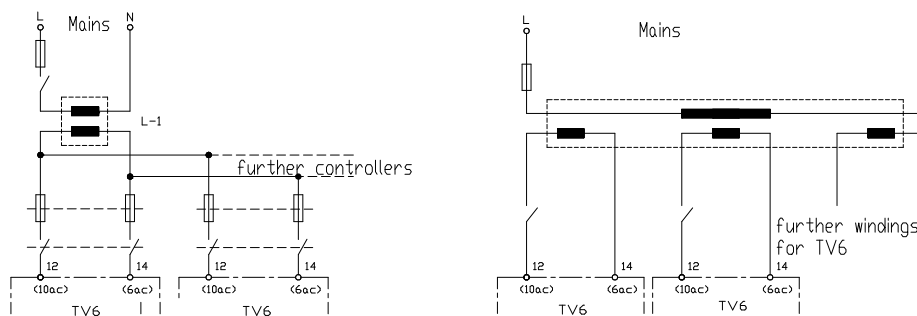 L Mains N
L-1
further controllers
12 14 12 14
(10ac) (6ac) (10ac) (6ac)
TV6 TV6
L Mains
further windings
for TV6
12 14 12 14
(10ac) (6ac) (10ac) (6ac)
TV6 TV6